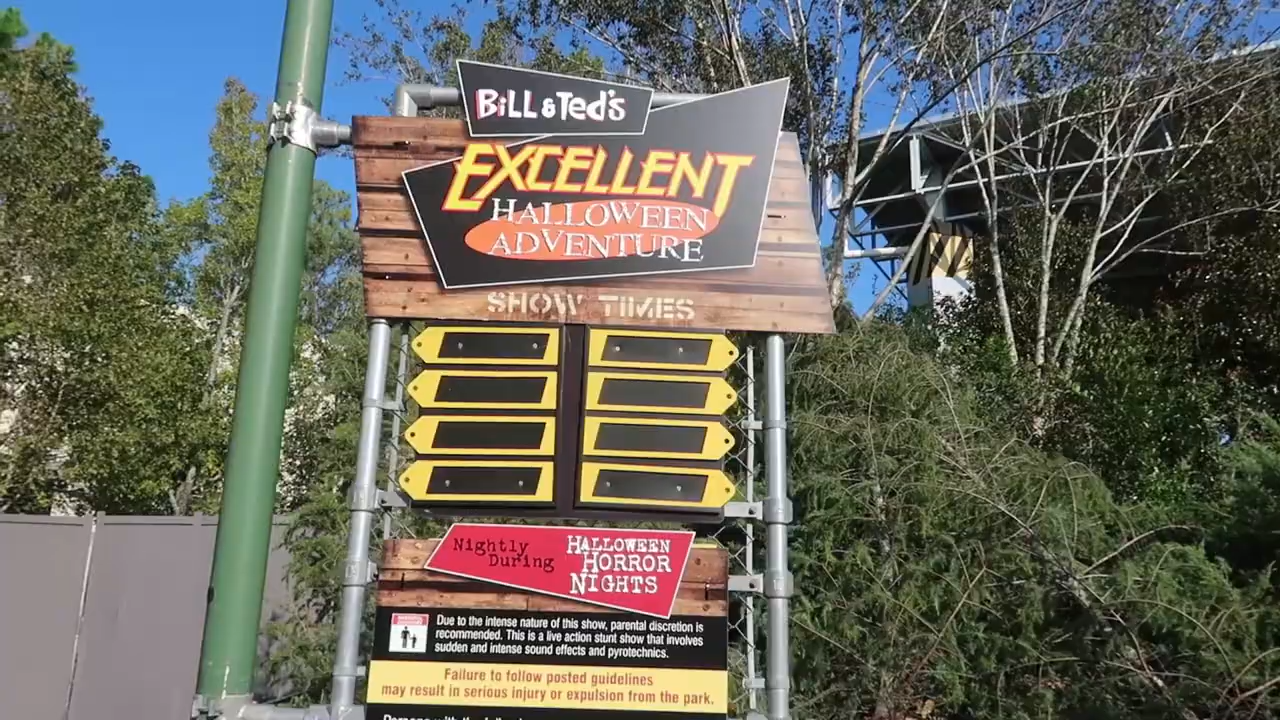 BiLL & TeD's
EXCELLENT
HALLOWEEN
ADVENTURE
SHOW TIMES
Nightly
During
HALLOWEEN
HORROR
NIGHTS
Due to the intense nature of this show, parental discretion is
recommended. This is a live action stunt show that involves
sudden and intense sound effects and pyrotechnics.
Failure to follow posted guidelines
may result in serious injury or expulsion from the park.